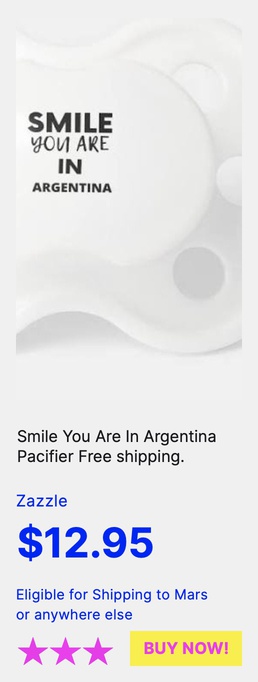 SMILE
YOU ARE
IN
ARGENTINA
Smile You Are In Argentina
Pacifier Free shipping.
Zazzle
$12.95
Eligible for Shipping to Mars
or anywhere else
BUY NOW!